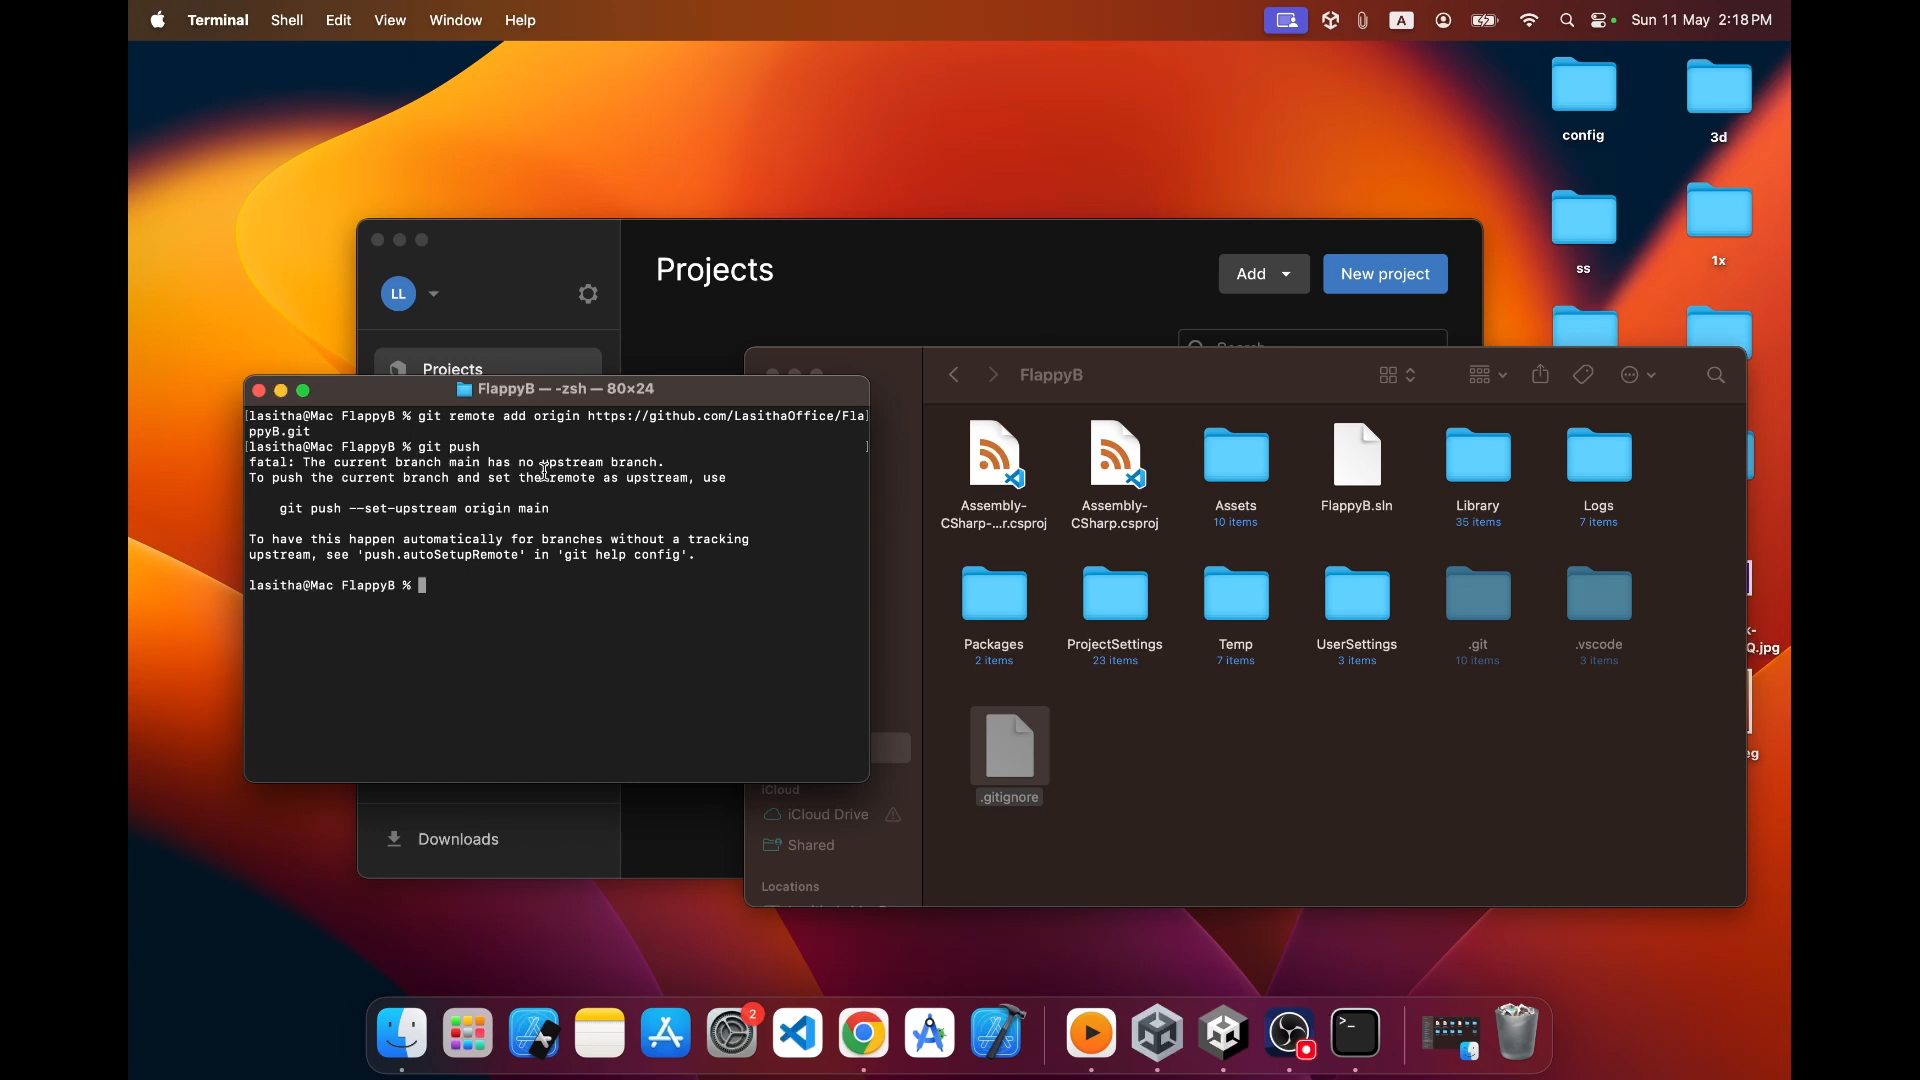 Terminal Shell Edit View Window Help
A
Sun 11 May 2:18 PM
config
3d
ss
1x
Projects
Add
New project
LL
Projects
FlappyB — -zsh — 80×24
FlappyB
[lasitha@Mac FlappyB % git remote add origin https://github.com/LasithaOffice/Fla]
ppyB.git
[lasitha@Mac FlappyB % git push ]
fatal: The current branch main has no upstream branch.
To push the current branch and set the remote as upstream, use
git push --set-upstream origin main
To have this happen automatically for branches without a tracking
upstream, see 'push.autoSetupRemote' in 'git help config'.
lasitha@Mac FlappyB %
Assembly-
CSharp-...r.csproj
Assembly-
CSharp.csproj
Assets
10 items
FlappyB.sln
Library
35 items
Logs
7 items
Packages
2 items
ProjectSettings
23 items
Temp
7 items
UserSettings
3 items
.git
10 items
.vscode
3 items
.gitignore
iCloud
iCloud Drive
Shared
Locations
Downloads
Q.jpg
eg
2